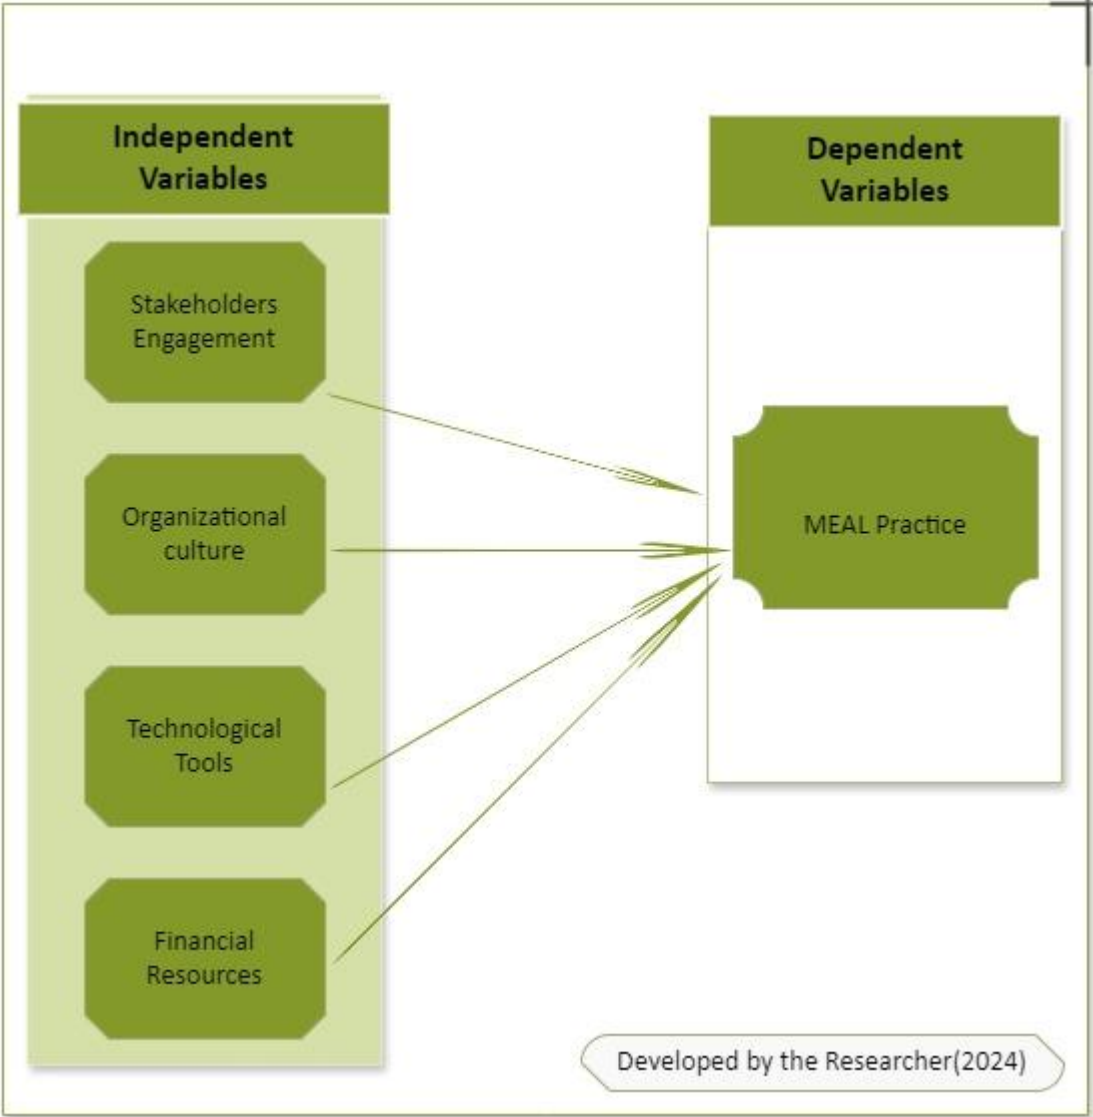 Independent
Variables
Stakeholders
Engagement
Organizational
culture
Technological
Tools
Financial
Resources
Dependent
Variables
MEAL Practice
Developed by the Researcher(2024)